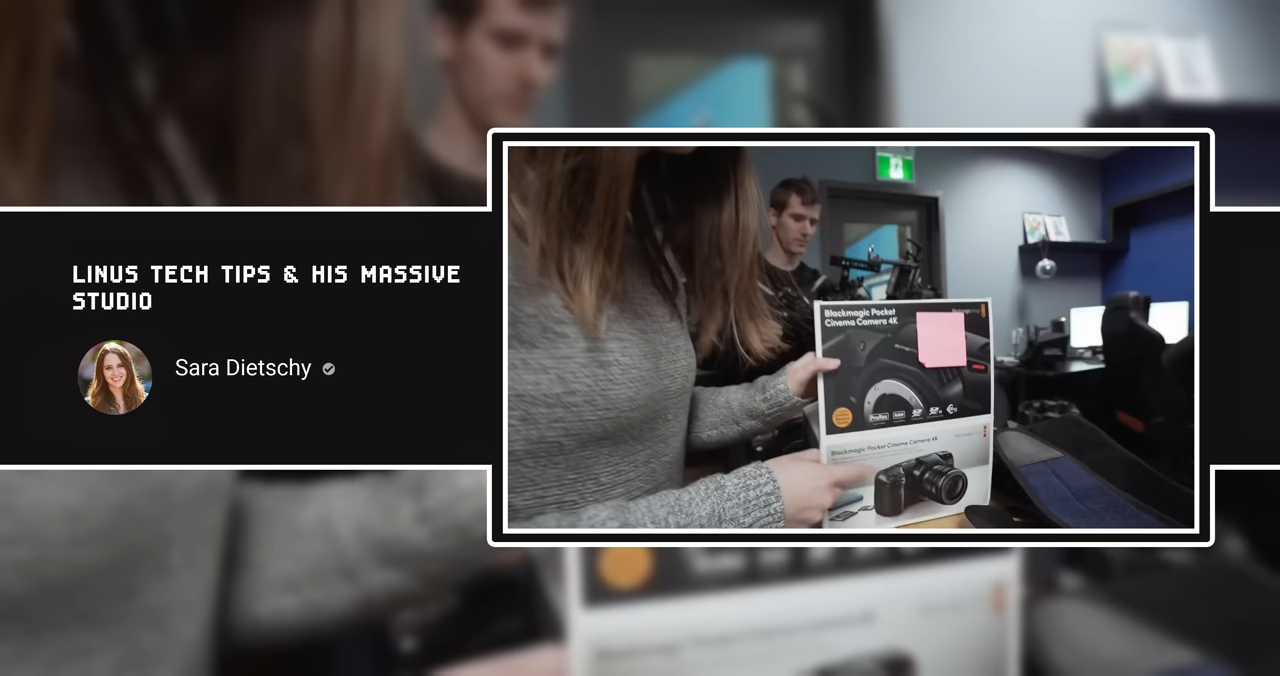 LINUS TECH TIPS & HIS MASSIVE
STUDIO
Sara Dietschy
Blackmagic Pocket
Cinema Camera 4K
Blackmagic Pocket Cinema Camera 4K